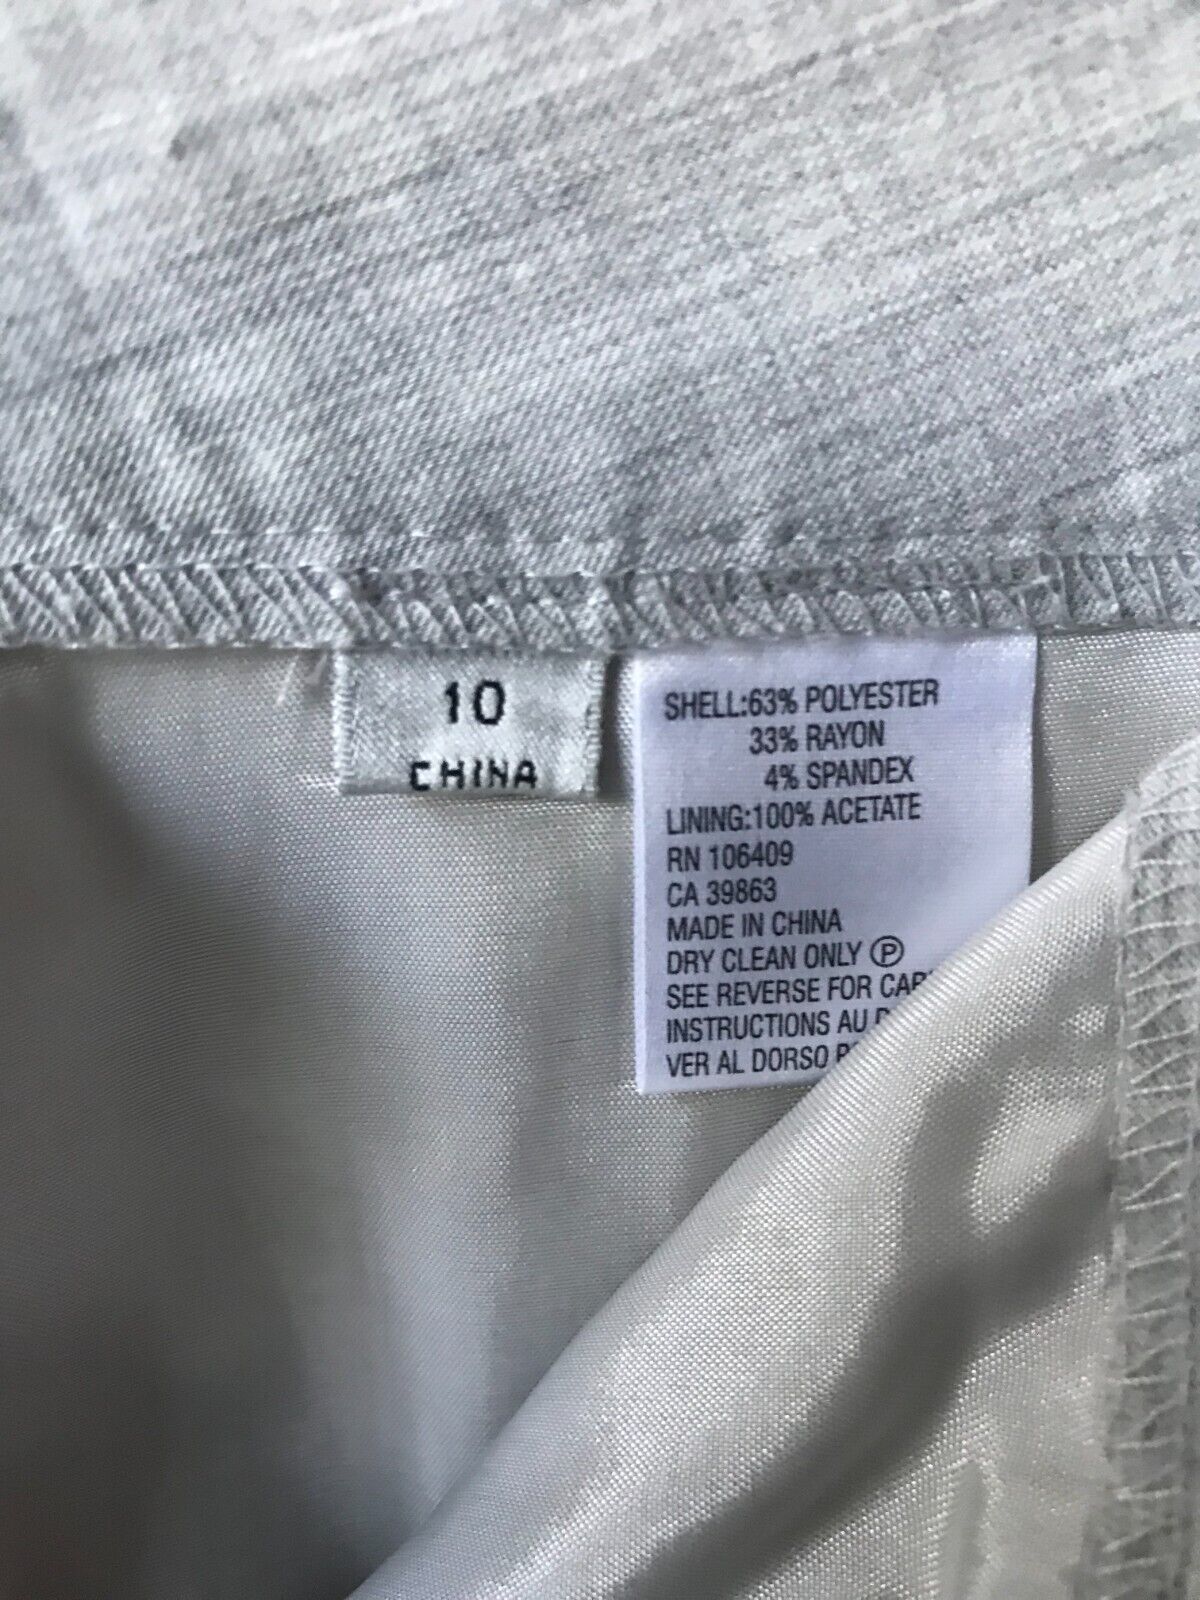 10
CHINA
SHELL:63% POLYESTER
33% RAYON
4% SPANDEX
LINING:100% ACETATE
RN 106409
CA 39863
MADE IN CHINA
DRY CLEAN ONLY Ⓟ
SEE REVERSE FOR
INSTRUCTIONS AU
VER AL DORSO